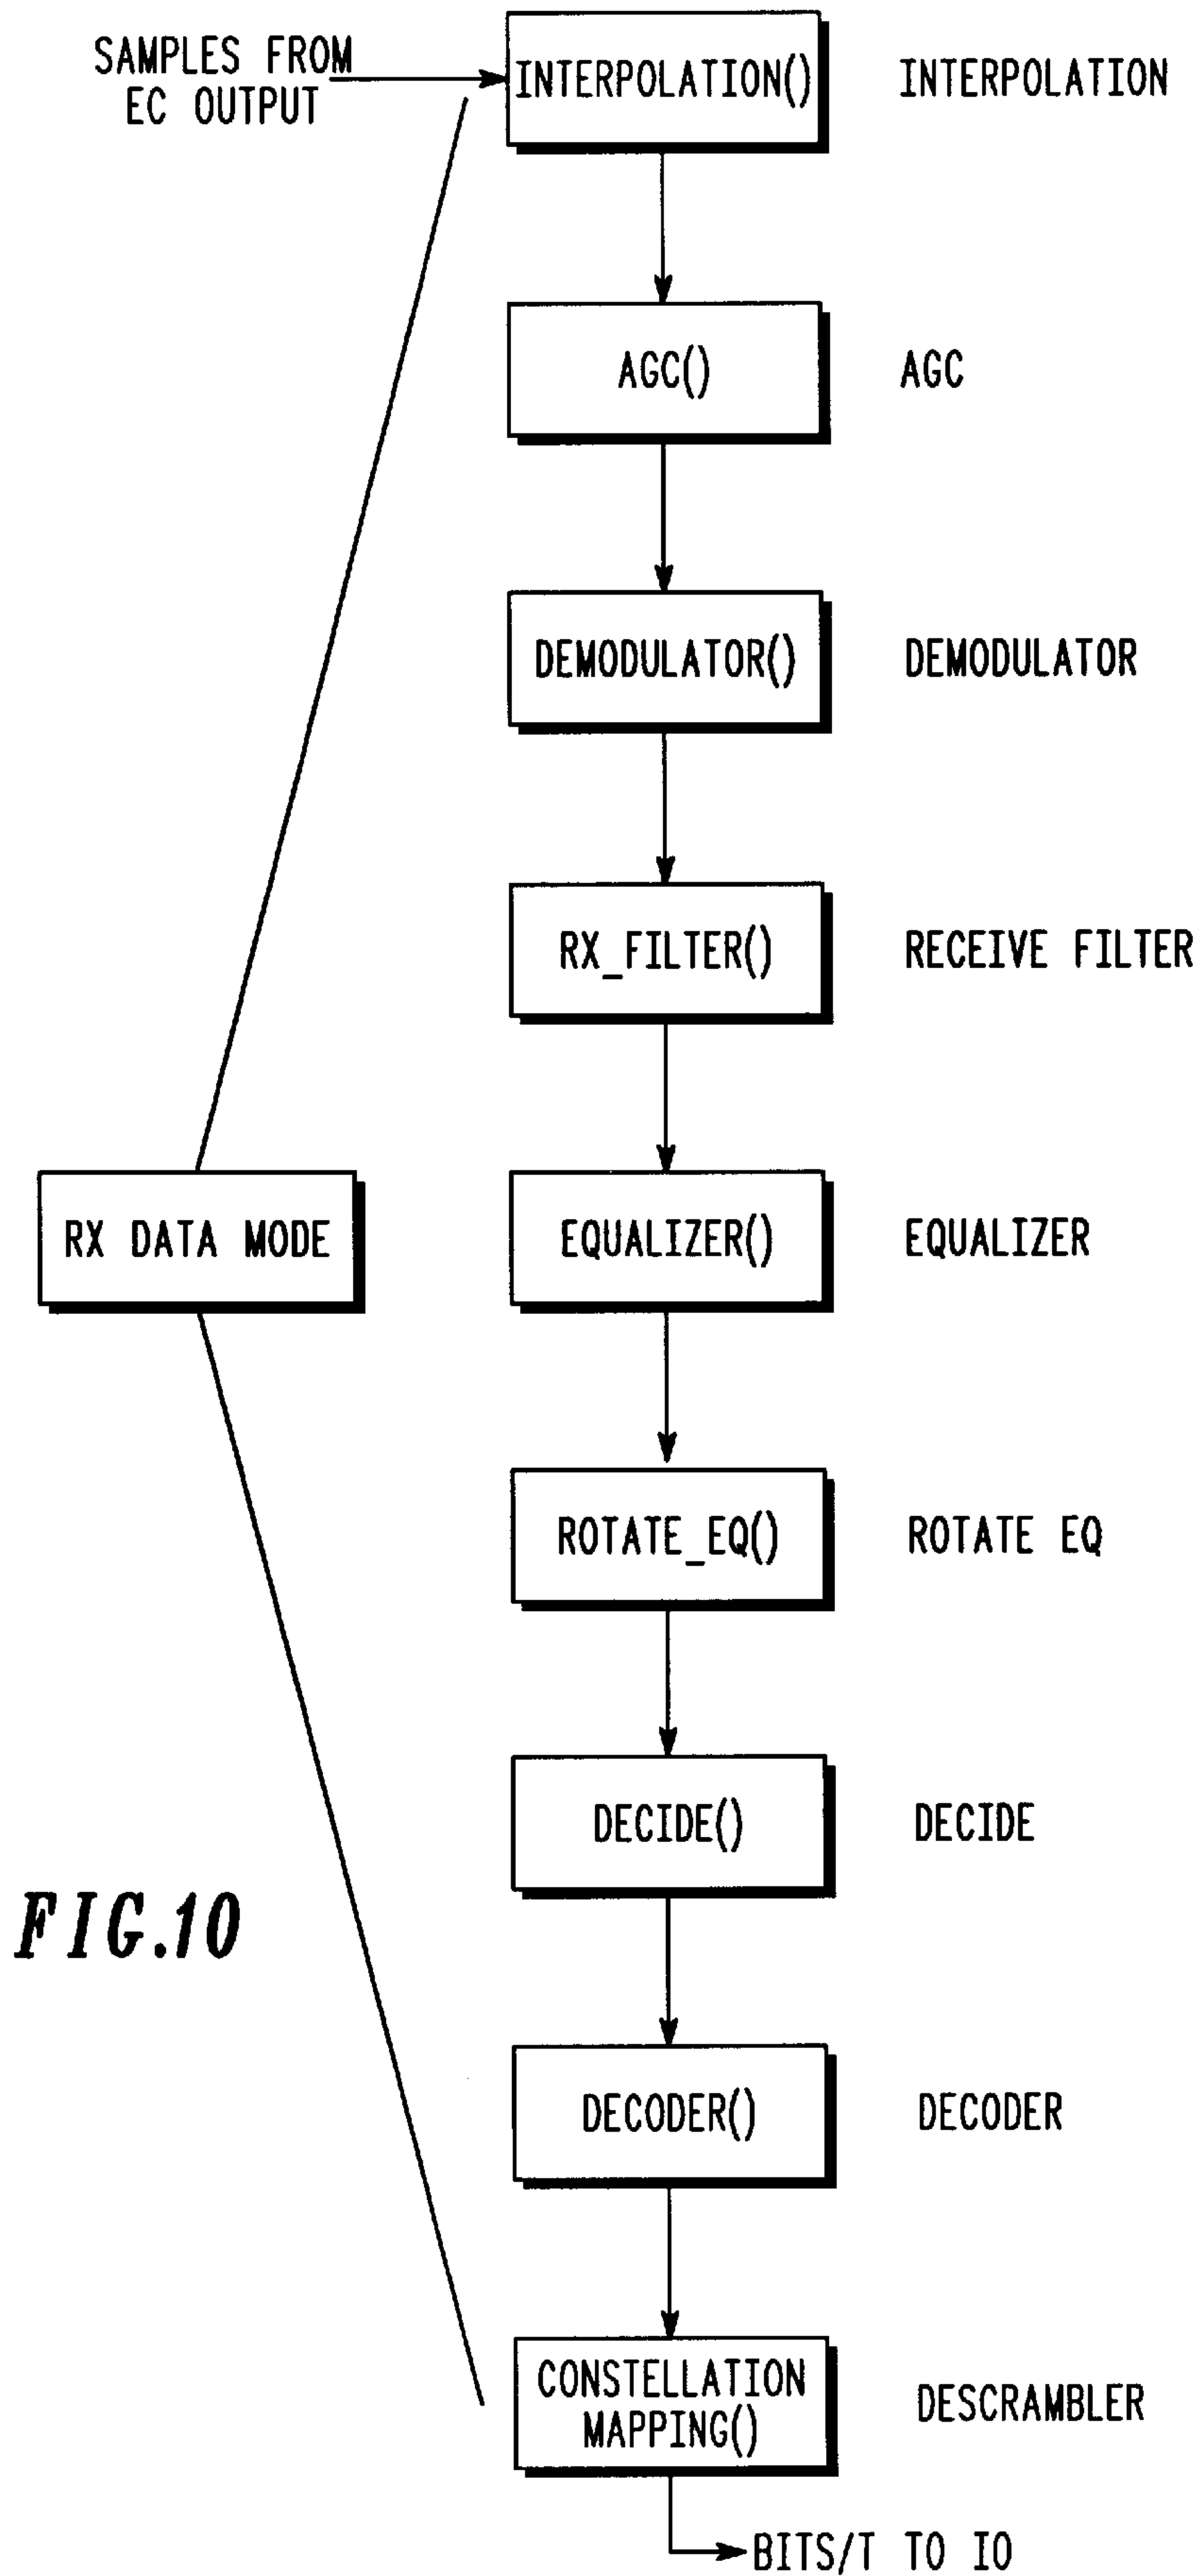 SAMPLES FROM
EC OUTPUT
INTERPOLATION()
INTERPOLATION
AGC()
AGC
DEMODULATOR()
DEMODULATOR
RX_FILTER()
RECEIVE FILTER
RX DATA MODE
EQUALIZER()
EQUALIZER
ROTATE_EQ()
ROTATE EQ
DECIDE()
DECIDE
FIG.10
DECODER()
DECODER
CONSTELLATION
MAPPING()
DESCRAMBLER
BITS/T TO IO